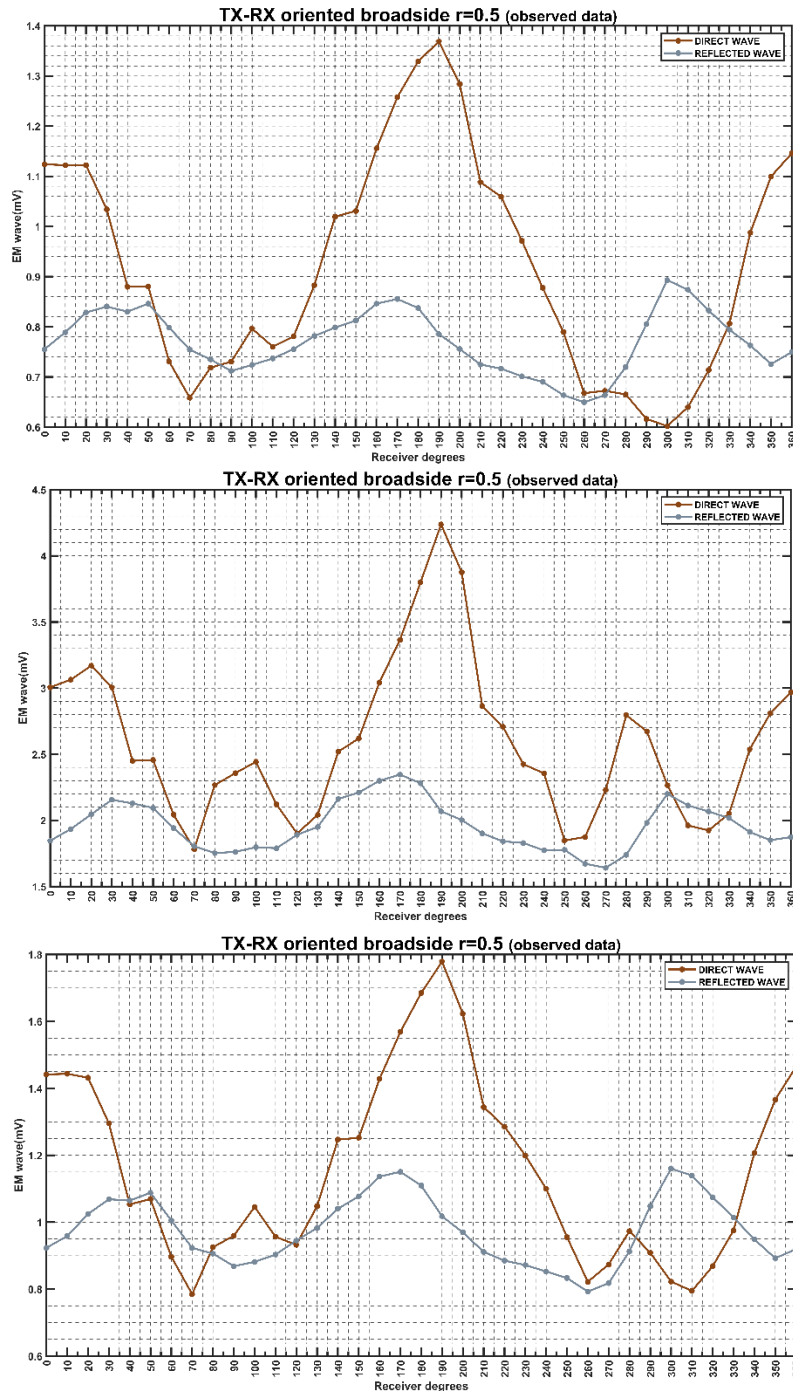 TX-RX oriented broadside r=0.5 (observed data)
DIRECT WAVE
REFLECTED WAVE
1.4
1.3
1.2
1.1
1
0.9
0.8
0.7
0.6
EM wave(mV)
0 10 20 30 40 50 60 70 80 90 100 110 120 130 140 150 160 170 180 190 200 210 220 230 240 250 260 270 280 290 300 310 320 330 340 350 360
Receiver degrees
TX-RX oriented broadside r=0.5 (observed data)
DIRECT WAVE
REFLECTED WAVE
4.5
4
3.5
3
2.5
2
1.5
EM wave(mV)
0 10 20 30 40 50 60 70 80 90 100 110 120 130 140 150 160 170 180 190 200 210 220 230 240 250 260 270 280 290 300 310 320 330 340 350 360
Receiver degrees
TX-RX oriented broadside r=0.5 (observed data)
DIRECT WAVE
REFLECTED WAVE
1.8
1.6
1.4
1.2
1
0.8
0.6
EM wave(mV)
0 10 20 30 40 50 60 70 80 90 100 110 120 130 140 150 160 170 180 190 200 210 220 230 240 250 260 270 280 290 300 310 320 330 340 350
Receiver degrees